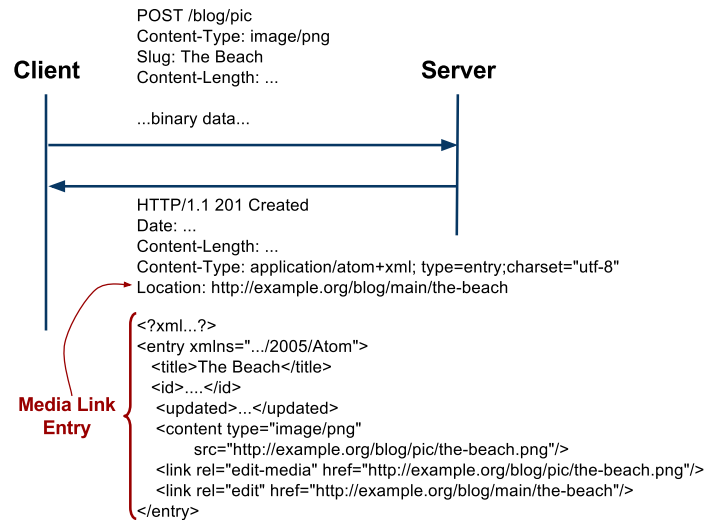 POST /blog/pic
Content-Type: image/png
Slug: The Beach
Content-Length: ...
Client
Server
...binary data...
HTTP/1.1 201 Created
Date: ...
Content-Length: ...
Content-Type: application/atom+xml; type=entry;charset="utf-8"
Location: http://example.org/blog/main/the-beach
<?xml...?>
<entry xmlns=".../2005/Atom">
<title>The Beach</title>
<id>....</id>
<updated>...</updated>
<content type="image/png"
src="http://example.org/blog/pic/the-beach.png"/>
<link rel="edit-media" href="http://example.org/blog/pic/the-beach.png"/>
<link rel="edit" href="http://example.org/blog/main/the-beach"/>
</entry>
Media Link
Entry